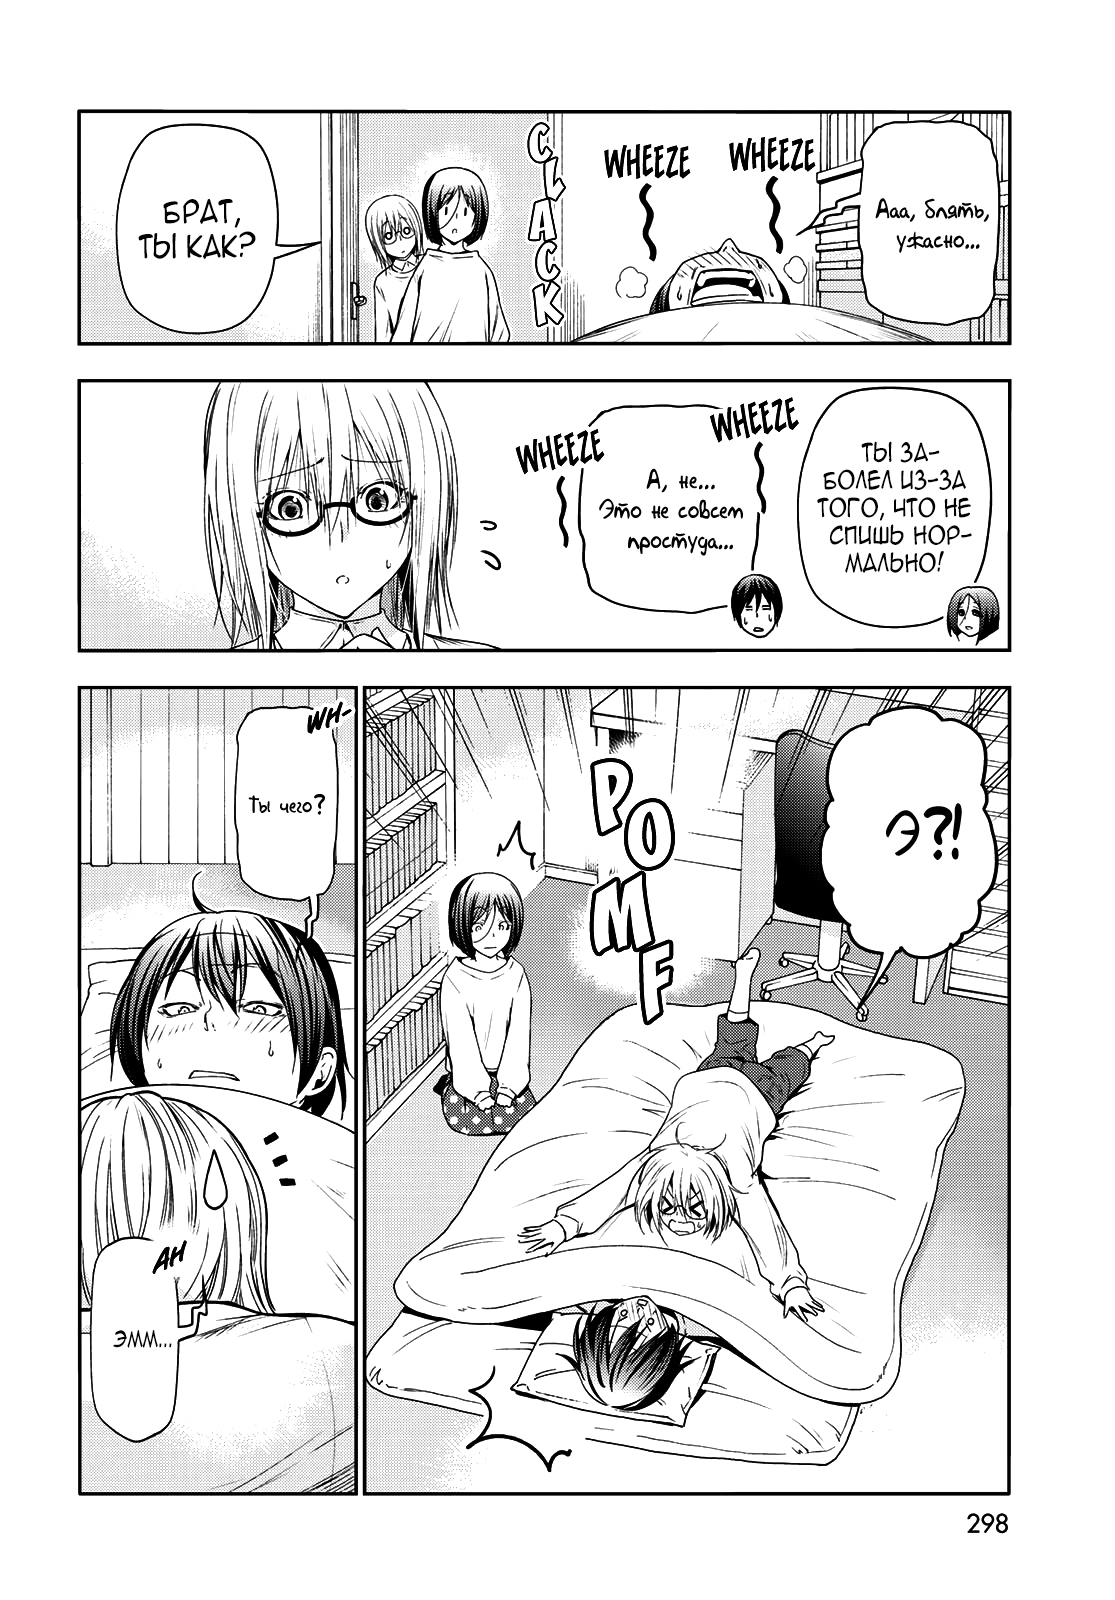 WHEEZE
WHEEZE
Ааа, блять,
ужасно...
CLACK
БРАТ,
ТЫ КАК?
ТЫ ЗА-
БОЛЕЛ ИЗ-ЗА
ТОГО, ЧТО НЕ
СПИШЬ НОР-
МАЛЬНО!
WHEEZE
WHEEZE
А, не...
Это не совсем
простуда...
Э?!
POMF
WH-
Ты чего?
AH
ЭММ...
298